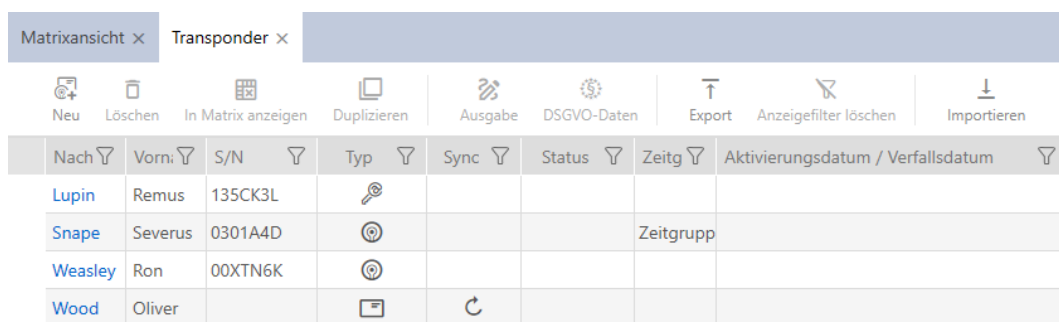 Matrixansicht × Transponder ×
Neu Löschen In Matrix anzeigen Duplizieren Ausgabe DSGVO-Daten Export Anzeigefilter löschen Importieren
Nach Vorna S/N Typ Sync Status Zeitg Aktivierungsdatum / Verfallsdatum
Lupin Remus 135CK3L
Snape Severus 0301A4D Zeitgrupp
Weasley Ron 00XTN6K
Wood Oliver